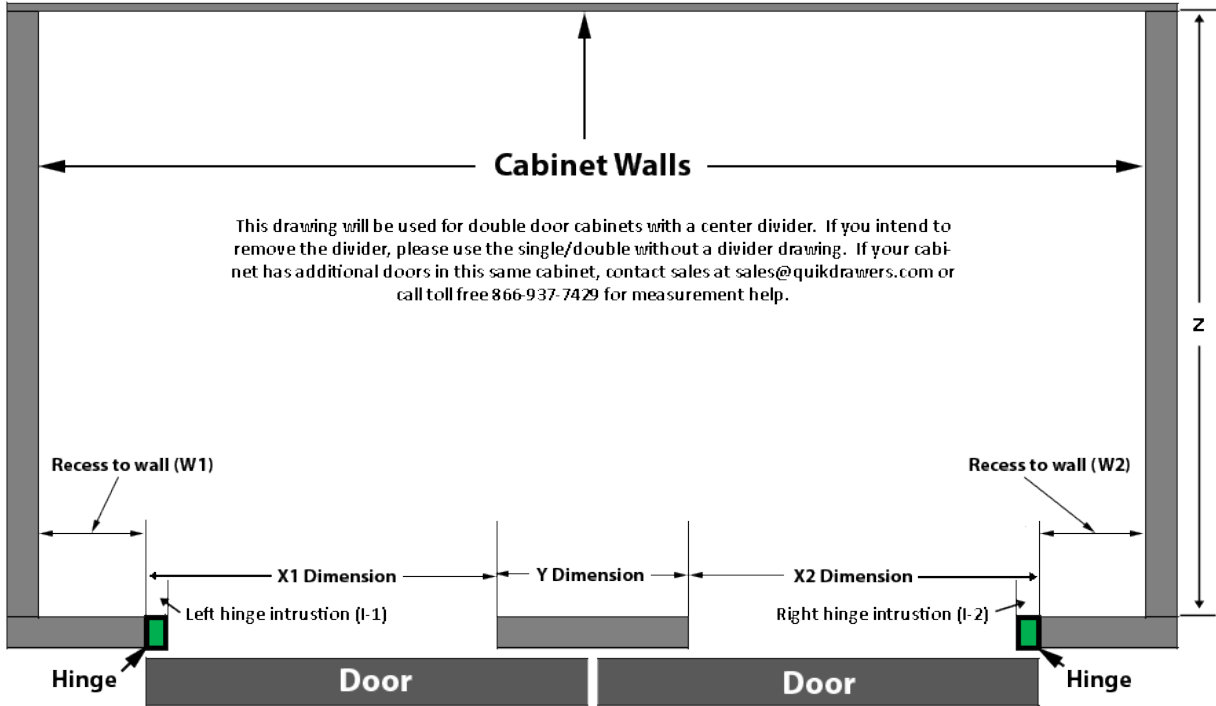 Cabinet Walls
This drawing will be used for double door cabinets with a center divider. If you intend to
remove the divider, please use the single/double without a divider drawing. If your cabi-
net has additional doors in this same cabinet, contact sales at sales@quikdrawers.com or
call toll free 866-937-7429 for measurement help.
Z
Recess to wall (W1)
Recess to wall (W2)
X1 Dimension
Y Dimension
X2 Dimension
Left hinge intrustion (I-1)
Right hinge intrustion (I-2)
Hinge
Door
Door
Hinge